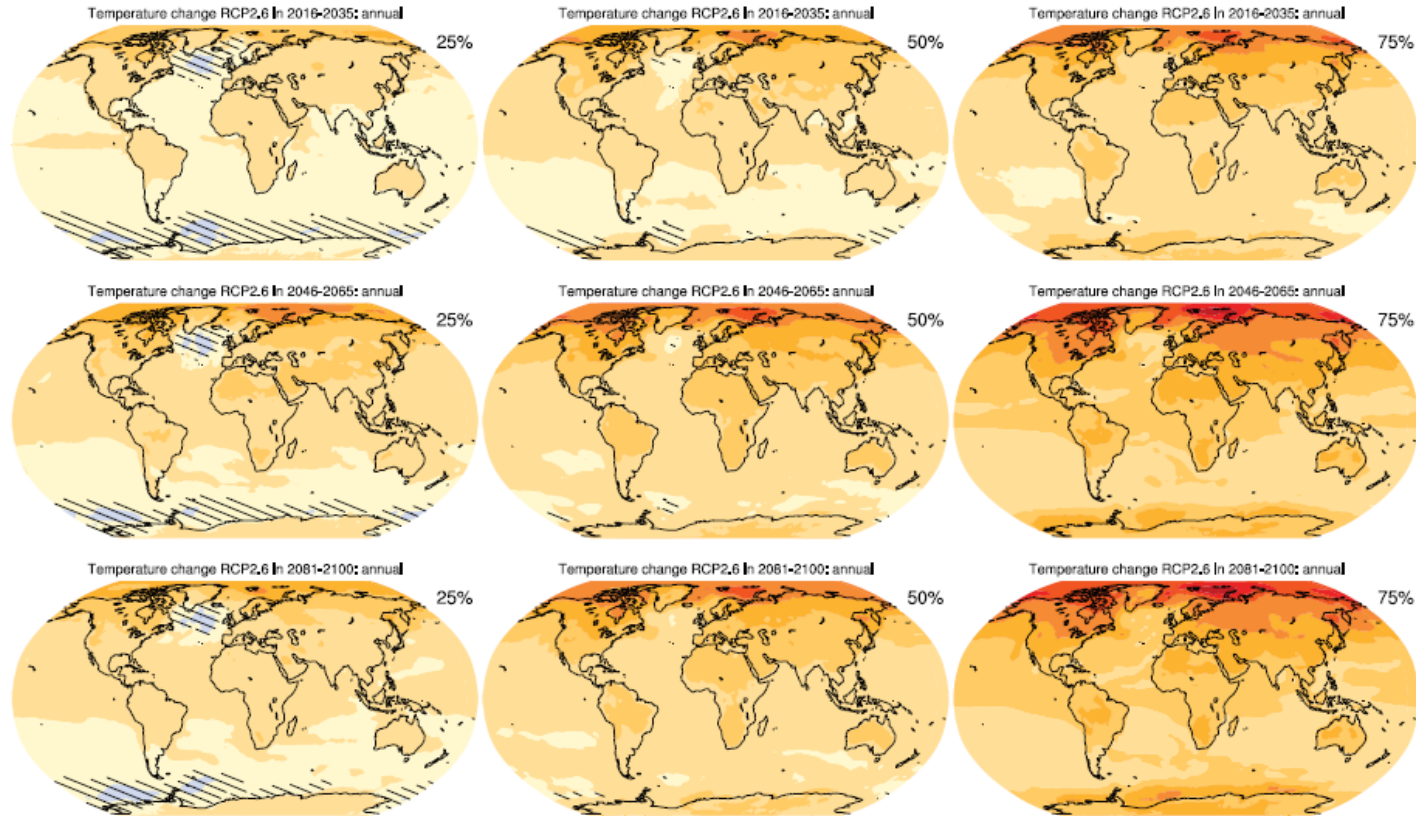 Temperature change RCP2.6 in 2016-2035: annual
25%
Temperature change RCP2.6 in 2016-2035: annual
50%
Temperature change RCP2.6 in 2016-2035: annual
75%
Temperature change RCP2.6 in 2046-2065: annual
25%
Temperature change RCP2.6 in 2046-2065: annual
50%
Temperature change RCP2.6 in 2046-2065: annual
75%
Temperature change RCP2.6 in 2081-2100: annual
25%
Temperature change RCP2.6 in 2081-2100: annual
50%
Temperature change RCP2.6 in 2081-2100: annual
75%